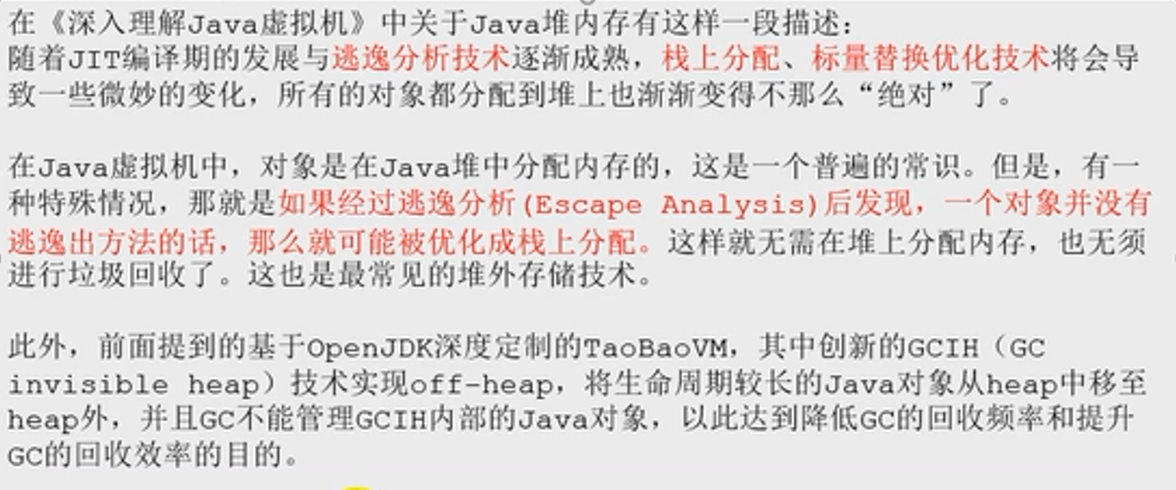 在《深入理解Java虚拟机》中关于Java堆内存有这样一段描述：
随着JIT编译期的发展与逃逸分析技术逐渐成熟，栈上分配、标量替换优化技术将会导
致一些微妙的变化，所有的对象都分配到堆上也渐渐变得不那么“绝对”了。
在Java虚拟机中，对象是在Java堆中分配内存的，这是一个普遍的常识。但是，有一
种特殊情况，那就是如果经过逃逸分析(Escape Analysis)后发现，一个对象并没有
逃逸出方法的话，那么就可能被优化成栈上分配。这样就无需在堆上分配内存，也无须
进行垃圾回收了。这也是最常见的堆外存储技术。
此外，前面提到的基于OpenJDK深度定制的TaoBaoVM，其中创新的GCIH（GC
invisible heap）技术实现off-heap，将生命周期较长的Java对象从heap中移至
heap外，并且GC不能管理GCIH内部的Java对象，以此达到降低GC的回收频率和提升
GC的回收效率的目的。